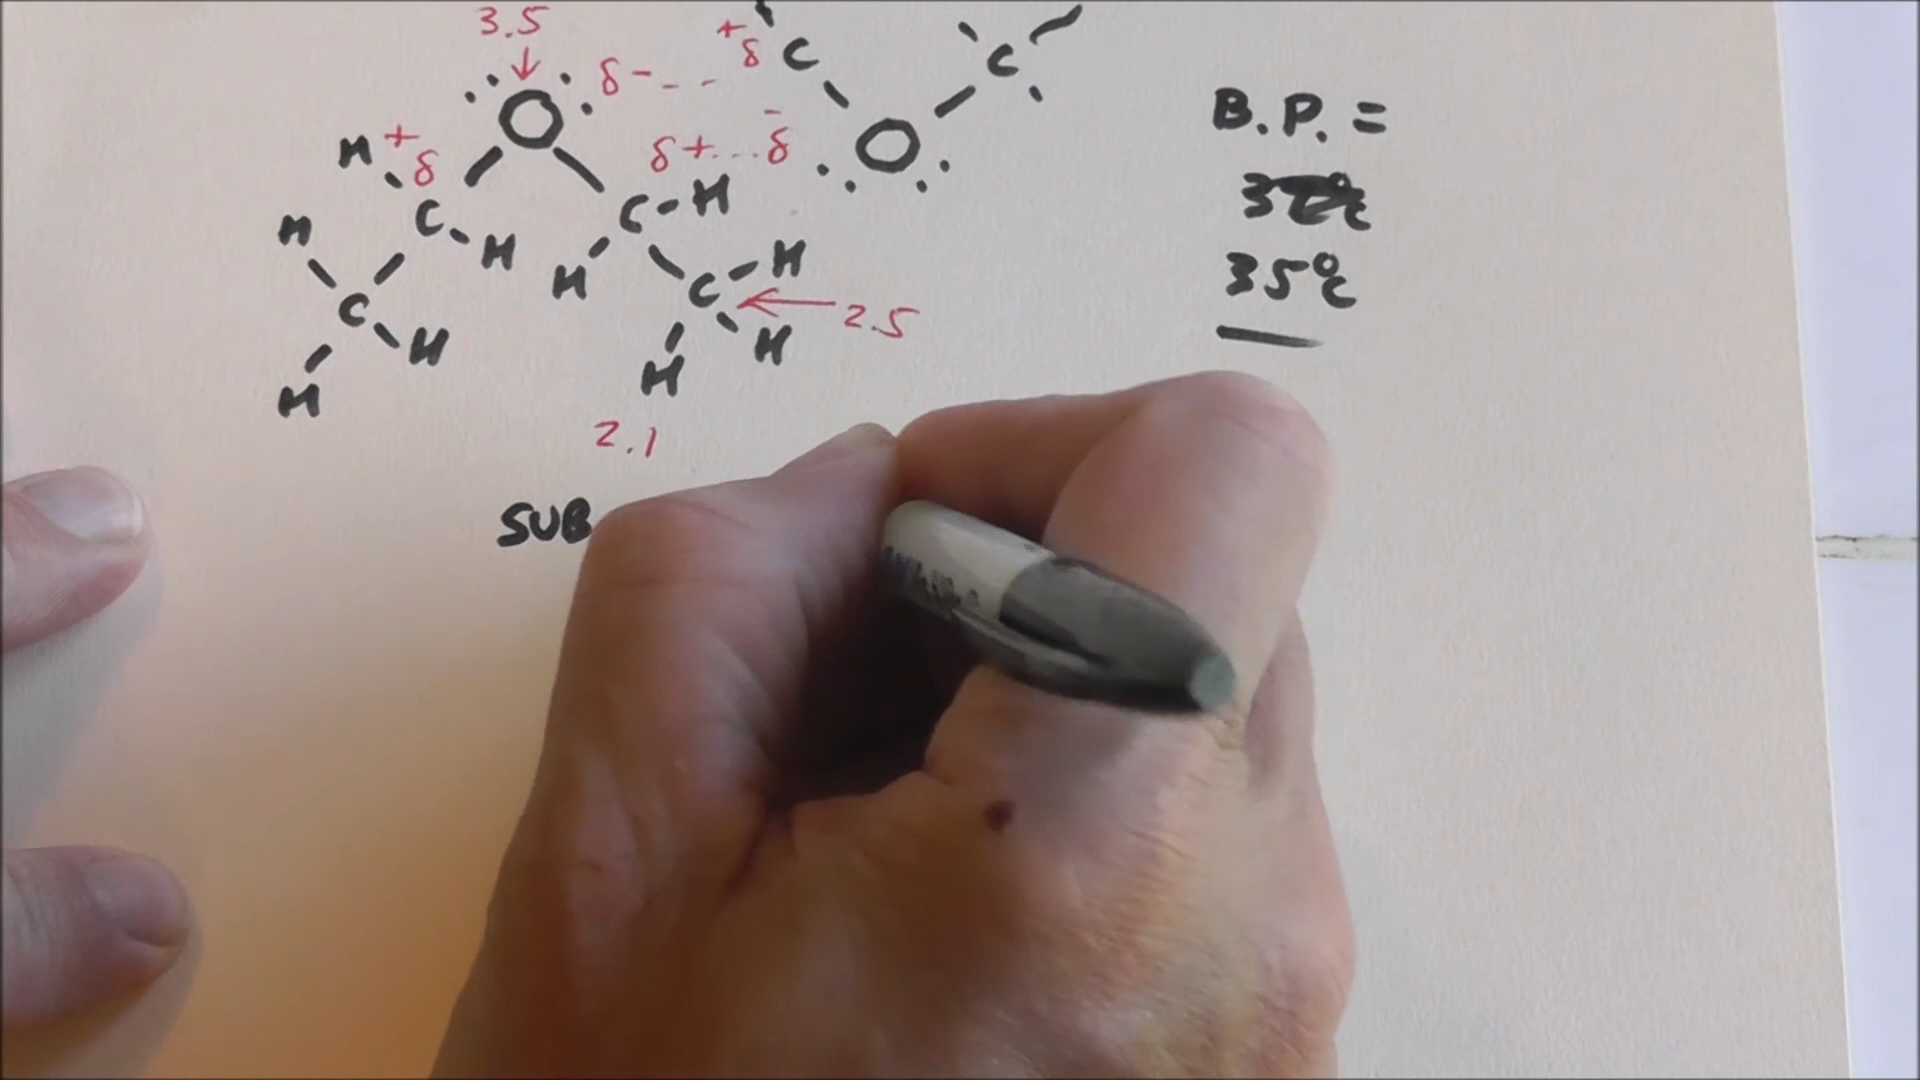 3.5
δ-
+δ
C
C
O
B.P. =
H
+
δ
δ+...δ-
O
35°C
C
H
C-H
H
H
H
C
H
C
2.5
H
H
H
H
2.1
SUB